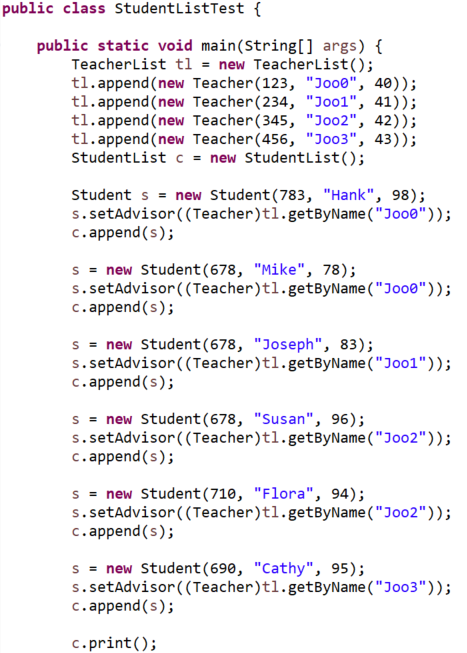 public class StudentListTest {
public static void main(String[] args) {
TeacherList tl = new TeacherList();
tl.append(new Teacher(123, "Joo0", 40));
tl.append(new Teacher(234, "Joo1", 41));
tl.append(new Teacher(345, "Joo2", 42));
tl.append(new Teacher(456, "Joo3", 43));
StudentList c = new StudentList();
Student s = new Student(783, "Hank", 98);
s.setAdvisor((Teacher)tl.getByName("Joo0"));
c.append(s);
s = new Student(678, "Mike", 78);
s.setAdvisor((Teacher)tl.getByName("Joo0"));
c.append(s);
s = new Student(678, "Joseph", 83);
s.setAdvisor((Teacher)tl.getByName("Joo1"));
c.append(s);
s = new Student(678, "Susan", 96);
s.setAdvisor((Teacher)tl.getByName("Joo2"));
c.append(s);
s = new Student(710, "Flora", 94);
s.setAdvisor((Teacher)tl.getByName("Joo2"));
c.append(s);
s = new Student(690, "Cathy", 95);
s.setAdvisor((Teacher)tl.getByName("Joo3"));
c.append(s);
c.print();